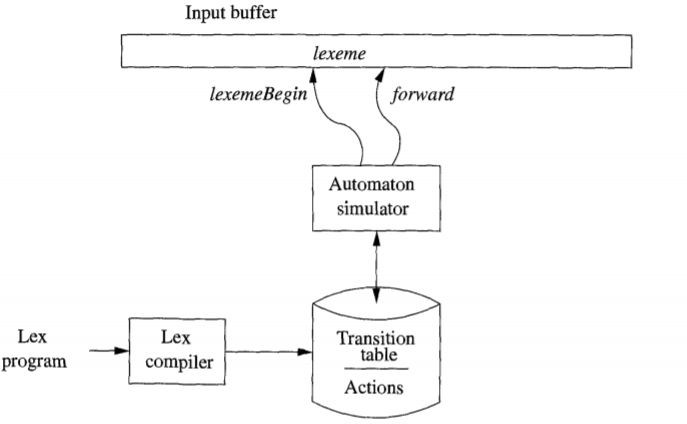 Input buffer
lexeme
lexemeBegin
forward
Automaton
simulator
Lex
program
Lex
compiler
Transition
table
Actions